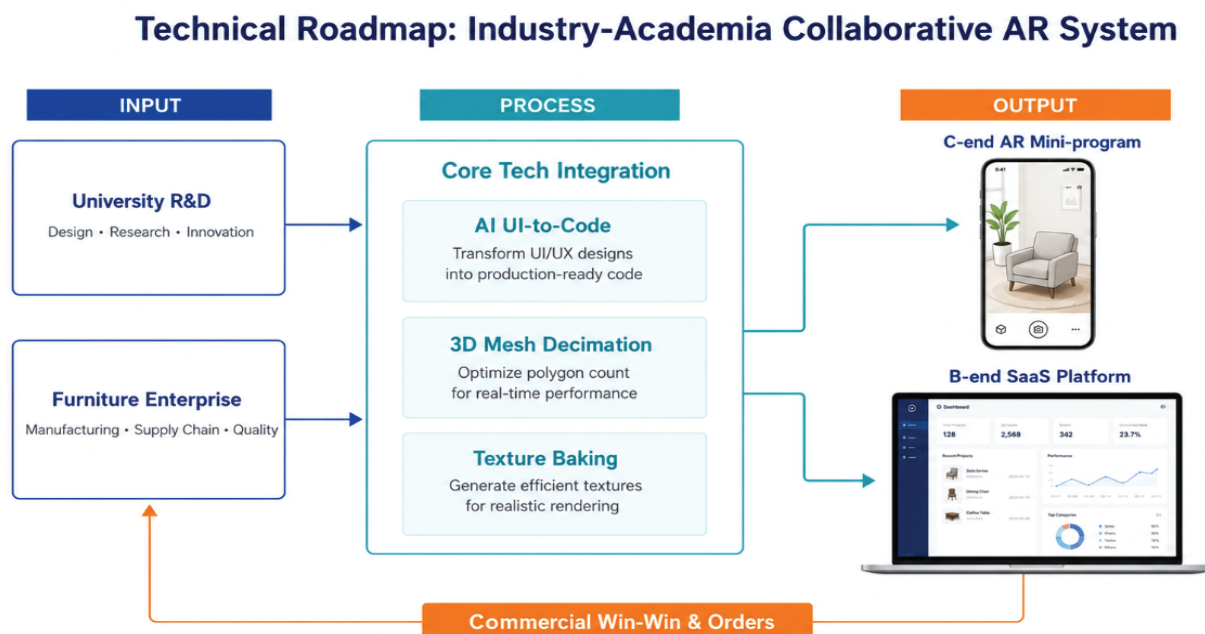 Technical Roadmap: Industry-Academia Collaborative AR System
INPUT
PROCESS
OUTPUT
University R&D
Design • Research • Innovation
Furniture Enterprise
Manufacturing • Supply Chain • Quality
Core Tech Integration
AI UI-to-Code
Transform UI/UX designs
into production-ready code
3D Mesh Decimation
Optimize polygon count
for real-time performance
Texture Baking
Generate efficient textures
for realistic rendering
C-end AR Mini-program
9:41
B-end SaaS Platform
Dashboard
126
2,568
342
23.7%
Recent Projects
Performance
Dining Chair
Coffee Table
Top Categories
Commercial Win-Win & Orders